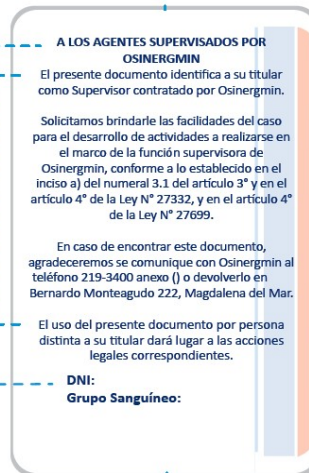 A LOS AGENTES SUPERVISADOS POR
OSINERGMIN
El presente documento identifica a su titular
como Supervisor contratado por Osinergmin.
Solicitamos brindarle las facilidades del caso
para el desarrollo de actividades a realizarse en
el marco de la función supervisora de
Osinergmin, conforme a lo establecido en el
inciso a) del numeral 3.1 del artículo 3° y en el
artículo 4° de la Ley N° 27332, y en el artículo 4°
de la Ley N° 27699.
En caso de encontrar este documento,
agradeceremos se comunique con Osinergmin al
teléfono 219-3400 anexo () o devolverlo en
Bernardo Monteagudo 222, Magdalena del Mar.
El uso del presente documento por persona
distinta a su titular dará lugar a las acciones
legales correspondientes.
DNI:
Grupo Sanguíneo: